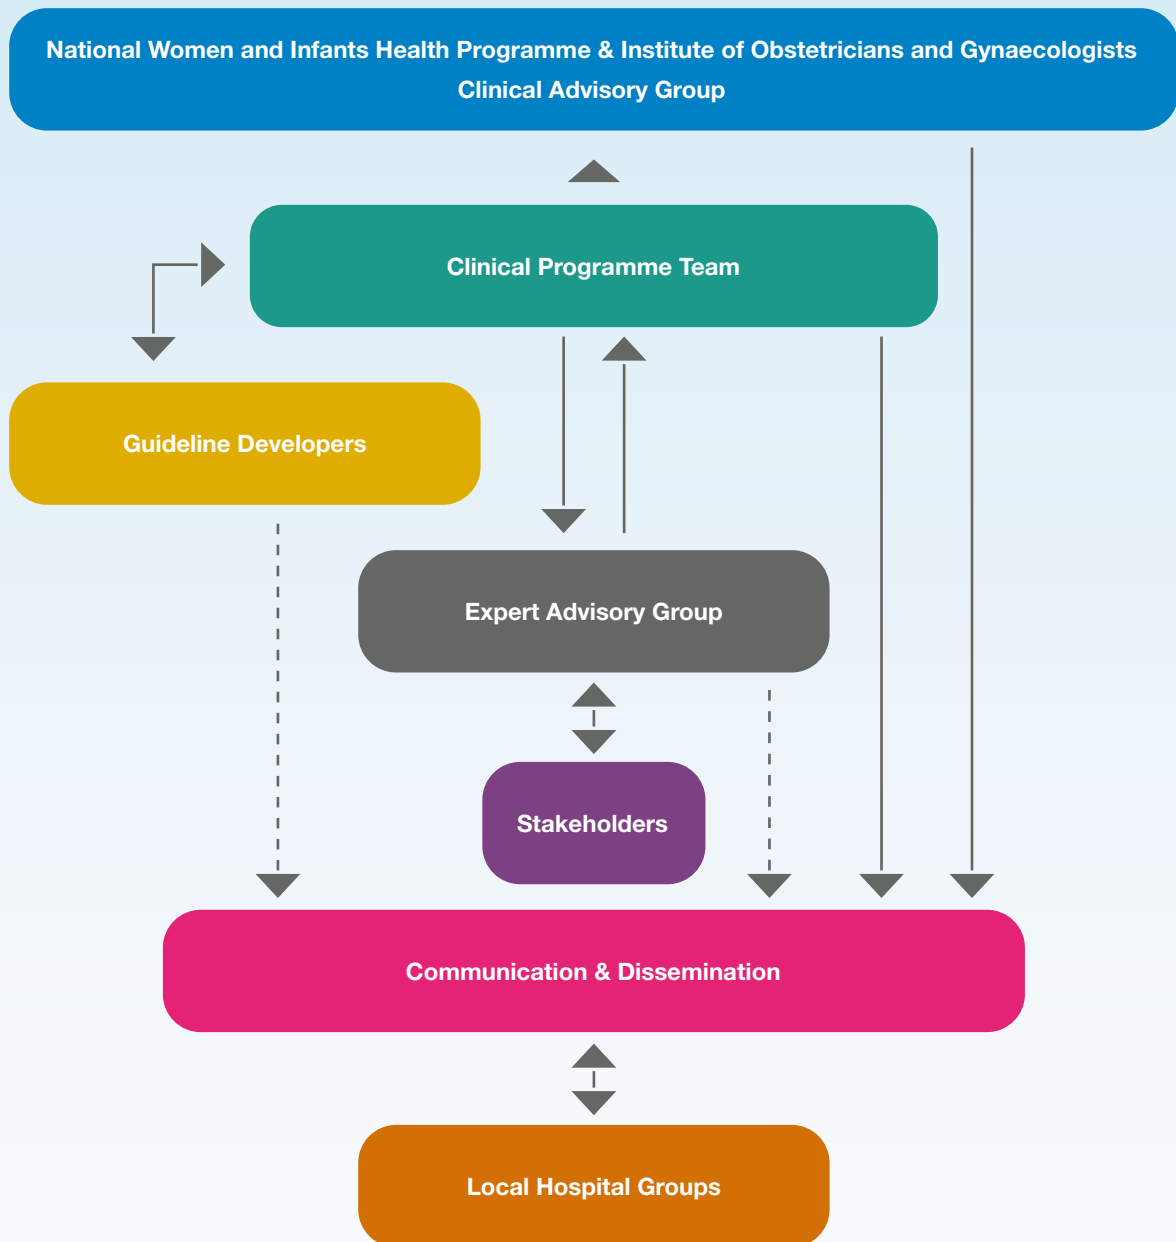 National Women and Infants Health Programme & Institute of Obstetricians and Gynaecologists
Clinical Advisory Group
Clinical Programme Team
Guideline Developers
Expert Advisory Group
Stakeholders
Communication & Dissemination
Local Hospital Groups